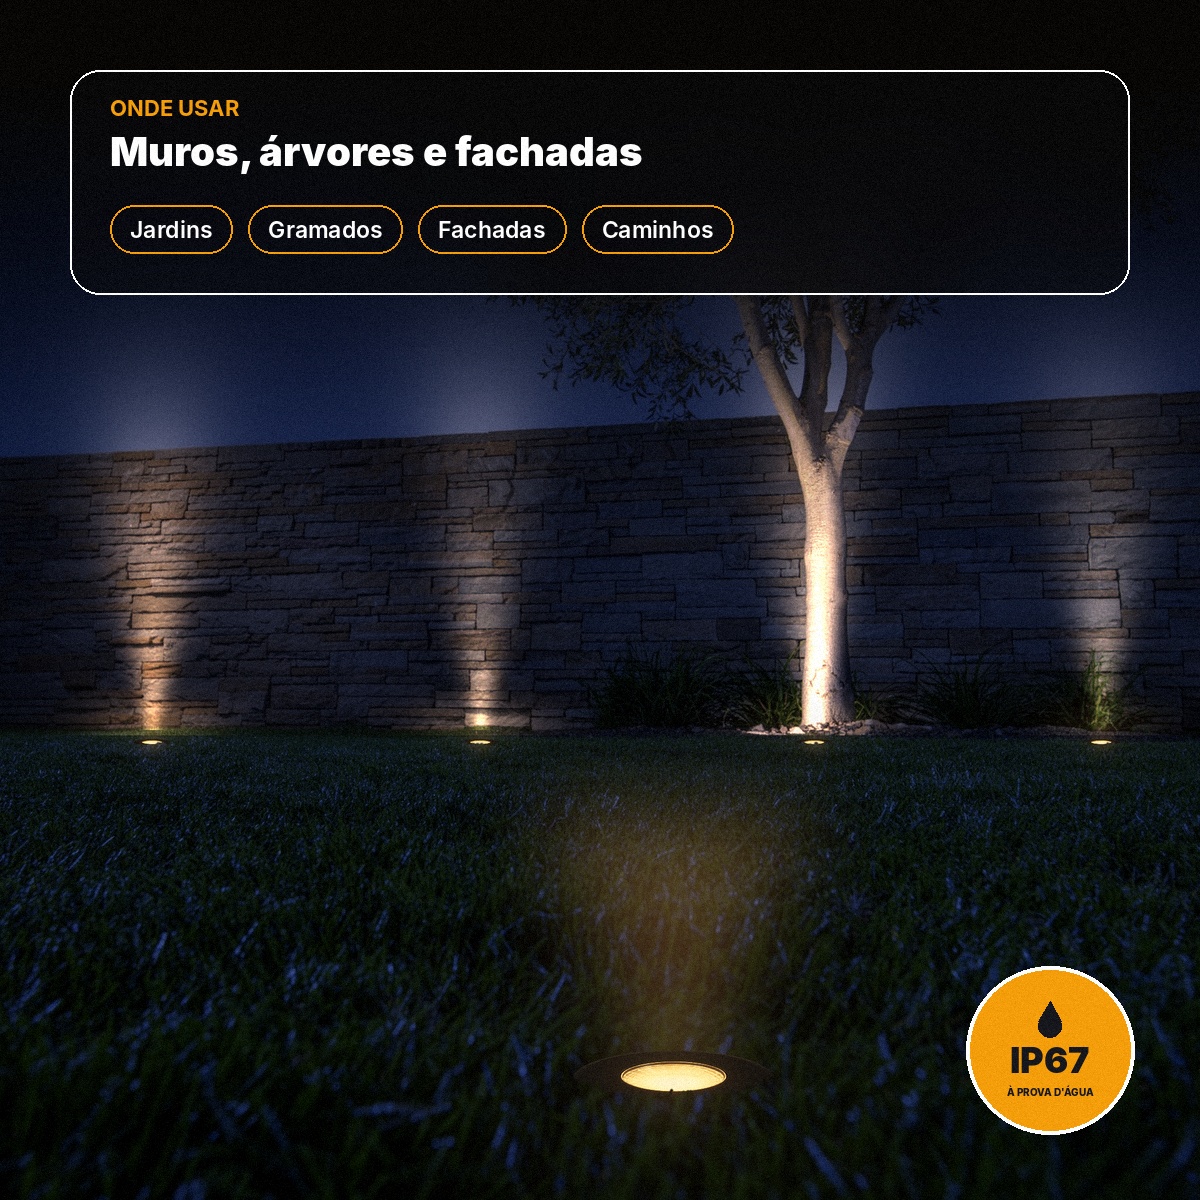 ONDE USAR
Muros, árvores e fachadas
Jardins Gramados Fachadas Caminhos
IP67
À PROVA D'ÁGUA